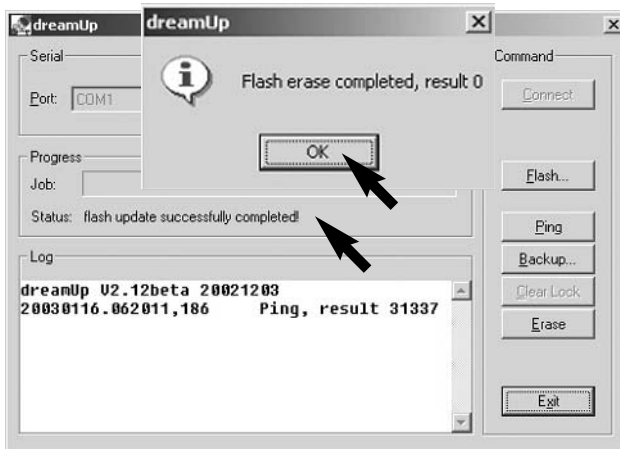 dreamUp
dreamUp
Flash erase completed, result 0
OK
Serial
Port: COM1
Progress
Job:
Status: flash update successfully completed!
Log
dreamUp V2.12beta 20021203
20030116.062011,186 Ping, result 31337
Command
Connect
Flash...
Ping
Backup...
Clear Lock
Erase
Exit